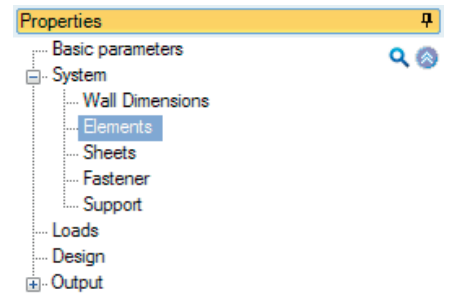 Properties
Basic parameters
System
Wall Dimensions
Elements
Sheets
Fastener
Support
Loads
Design
Output